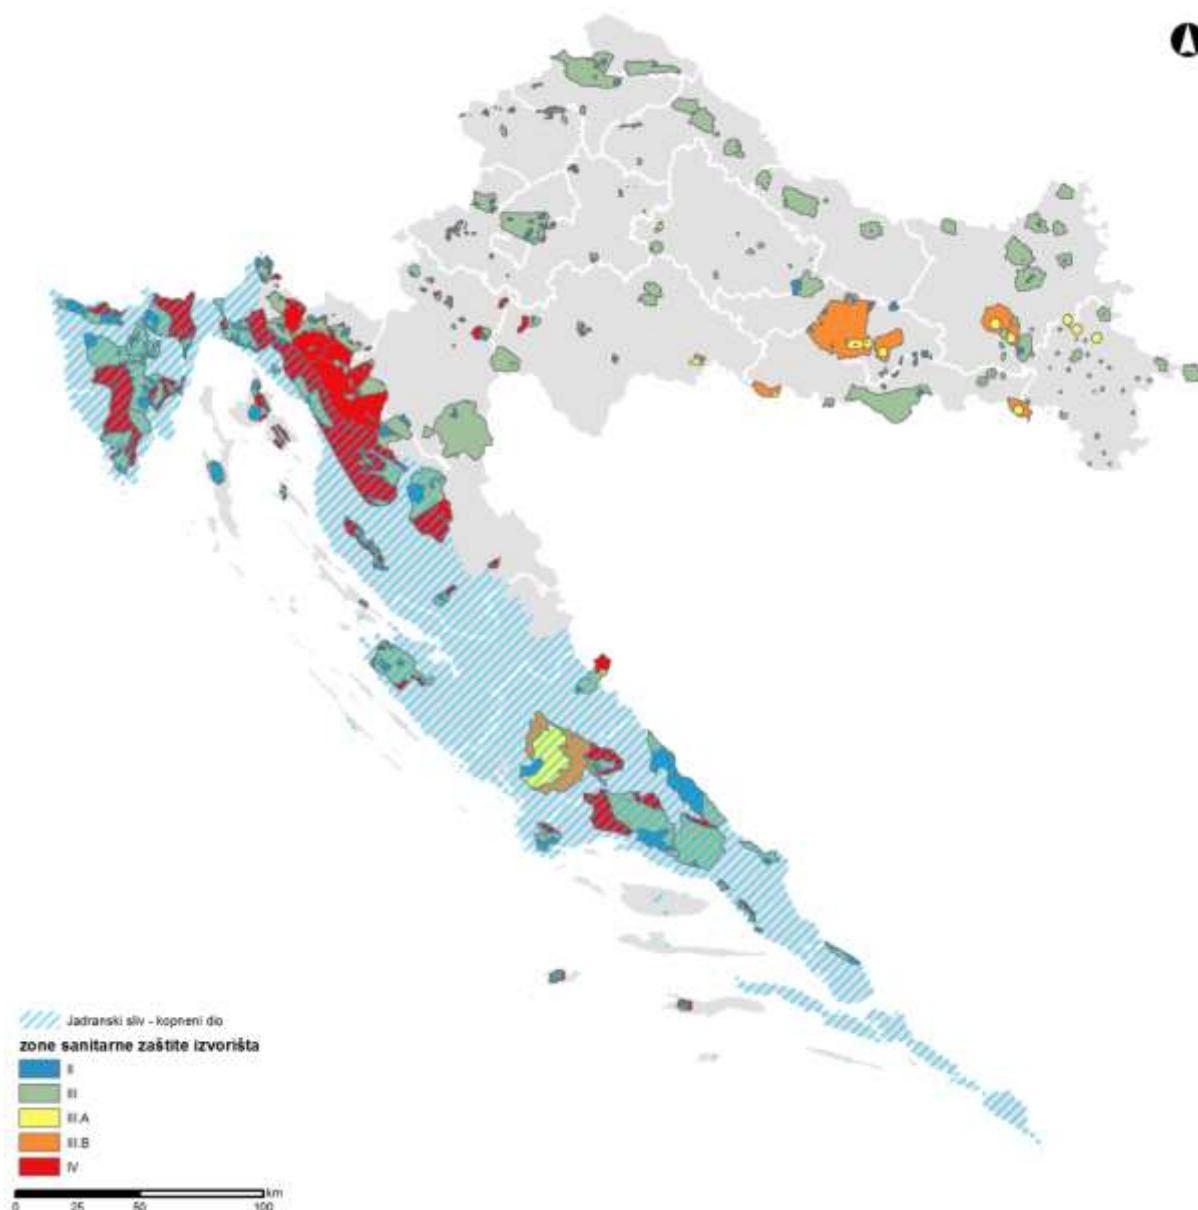 Jadranski sliv - kopneni dio
zone sanitarne zaštite izvorišta
II
III
III.A
III.B
IV
km
0 25 50 100